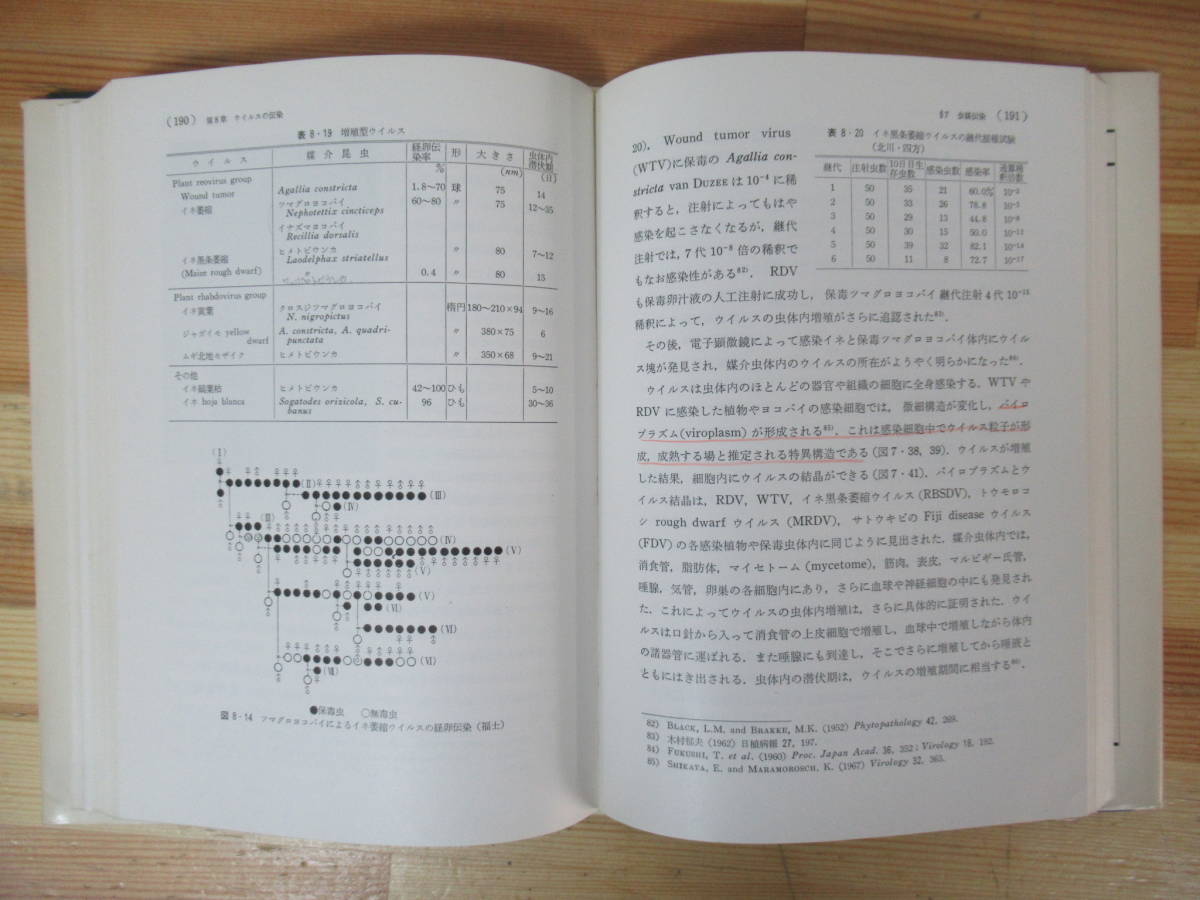 (190) 第8章 ウイルスの伝染
表 8・19 増殖型ウイルス
ウイルス 媒介昆虫 経卵伝染率 形 大きさ 虫体内潜伏期
% (nm) (日)
Plant reovirus group
Wound tumor Agallia constricta 1.8~70 球 75 14
イネ萎縮 ツマグロヨコバイ 60~80 〃 75 12~35
Nephotettix cincticeps
イナズマヨコバイ
Recillia dorsalis
イネ黒条萎縮 ヒメトビウンカ 〃 80 7~12
Laodelphax striatellus
(Maize rough dwarf) 〃 0.4 〃 80 15
Plant rhabdovirus group
イネ黄葉 クロスジツマグロヨコバイ 楕円 180~210×94 9~16
N. nigropictus
ジャガイモ yellow dwarf A. constricta, A. quadripunctata 〃 380×75 6
ムギ北地モザイク ヒメトビウンカ 〃 350×68 9~21
その他
イネ縞葉枯 ヒメトビウンカ 42~100 ひも 5~10
イネ hoja blanca Sogatodes orizicola, S. cubanus 96 ひも 30~36
(I)
(II)
(III)
(IV)
(III)
(IV)
(V)
(V)
(V)
(VI)
(VI)
(VI)
(VII)
●保毒虫 ○無毒虫
図 8・14 ツマグロヨコバイによるイネ萎縮ウイルスの経卵伝染(福士)
§7 虫媒伝染 (191)
表 8・20 イネ黒条萎縮ウイルスの継代接種試験
(北川・四方)
継代 注射虫数 10日目生存虫数 感染虫数 感染率 通算稀釈倍数
1 50 35 21 60.0%
2 50 33 26 78.8
3 50 29 13 44.8
4 50 30 15 50.0
5 50 39 32 82.1
6 50 11 8 72.7
20). Wound tumor virus
(WTV)に保毒の Agallia con-
stricta van DUZEE は 10⁻⁴ に稀
釈すると,注射によってもはや
感染を起こさなくなるが,継代
注射では,7代 10⁻⁸ 倍の稀釈で
もなお感染性がある⁸²⁾. RDV
も保毒卵汁液の人工注射に成功し,保毒ツマグロヨコバイ継代注射4代
稀釈によって,ウイルスの虫体内増殖がさらに追認された⁸³⁾.
その後,電子顕微鏡によって感染イネと保毒ツマグロヨコバイ体内にウイル
ス塊が発見され,媒介虫体内のウイルスの所在がようやく明らかになった⁸⁴⁾.
ウイルスは虫体内のほとんどの器官や組織の細胞に全身感染する. WTV や
RDV に感染した植物やヨコバイの感染細胞では,微細構造が変化し,バイロ
プラズム(viroplasm)が形成される⁸⁵⁾. これは感染細胞中でウイルス粒子が形
成,成熟する場と推定される特異構造である(図7・38, 39). ウイルスが増殖
した結果,細胞内にウイルスの結晶ができる(図7・41). バイロプラズムとウ
イルス結晶は, RDV, WTV, イネ黒条萎縮ウイルス(RBSDV), トウモロコ
シ rough dwarf ウイルス (MRDV), サトウキビの Fiji disease ウイルス
(FDV)の各感染植物や保毒虫体内に同じように見出された. 媒介虫体内では,
消食管,脂肪体,マイセトーム (mycetome), 筋肉,表皮,マルピギー氏管,
唾腺,気管,卵巣の各細胞内にあり,さらに血球や神経細胞の中にも発見され
た. これによってウイルスの虫体内増殖は,さらに具体的に証明された. ウイ
ルスは口針から入って消食管の上皮細胞で増殖し,血球中で増殖しながら体内
の諸器管に運ばれる. また唾腺にも到達し,そこでさらに増殖してから唾液と
ともにはき出される. 虫体内の潜伏期は,ウイルスの増殖期間に相当する⁸⁶⁾.
82) BLACK, L.M. and BRAKKE, M.K. (1952) Phytopathology 42, 269.
83) 木村郁夫 (1962) 日植病報 27, 197.
84) FUKUSHI, T. et al. (1960) Proc. Japan Acad. 36, 352; Virology 18, 192.
85) SHIKATA, E. and MARAMOROSCH, K. (1967) Virology 32, 363.